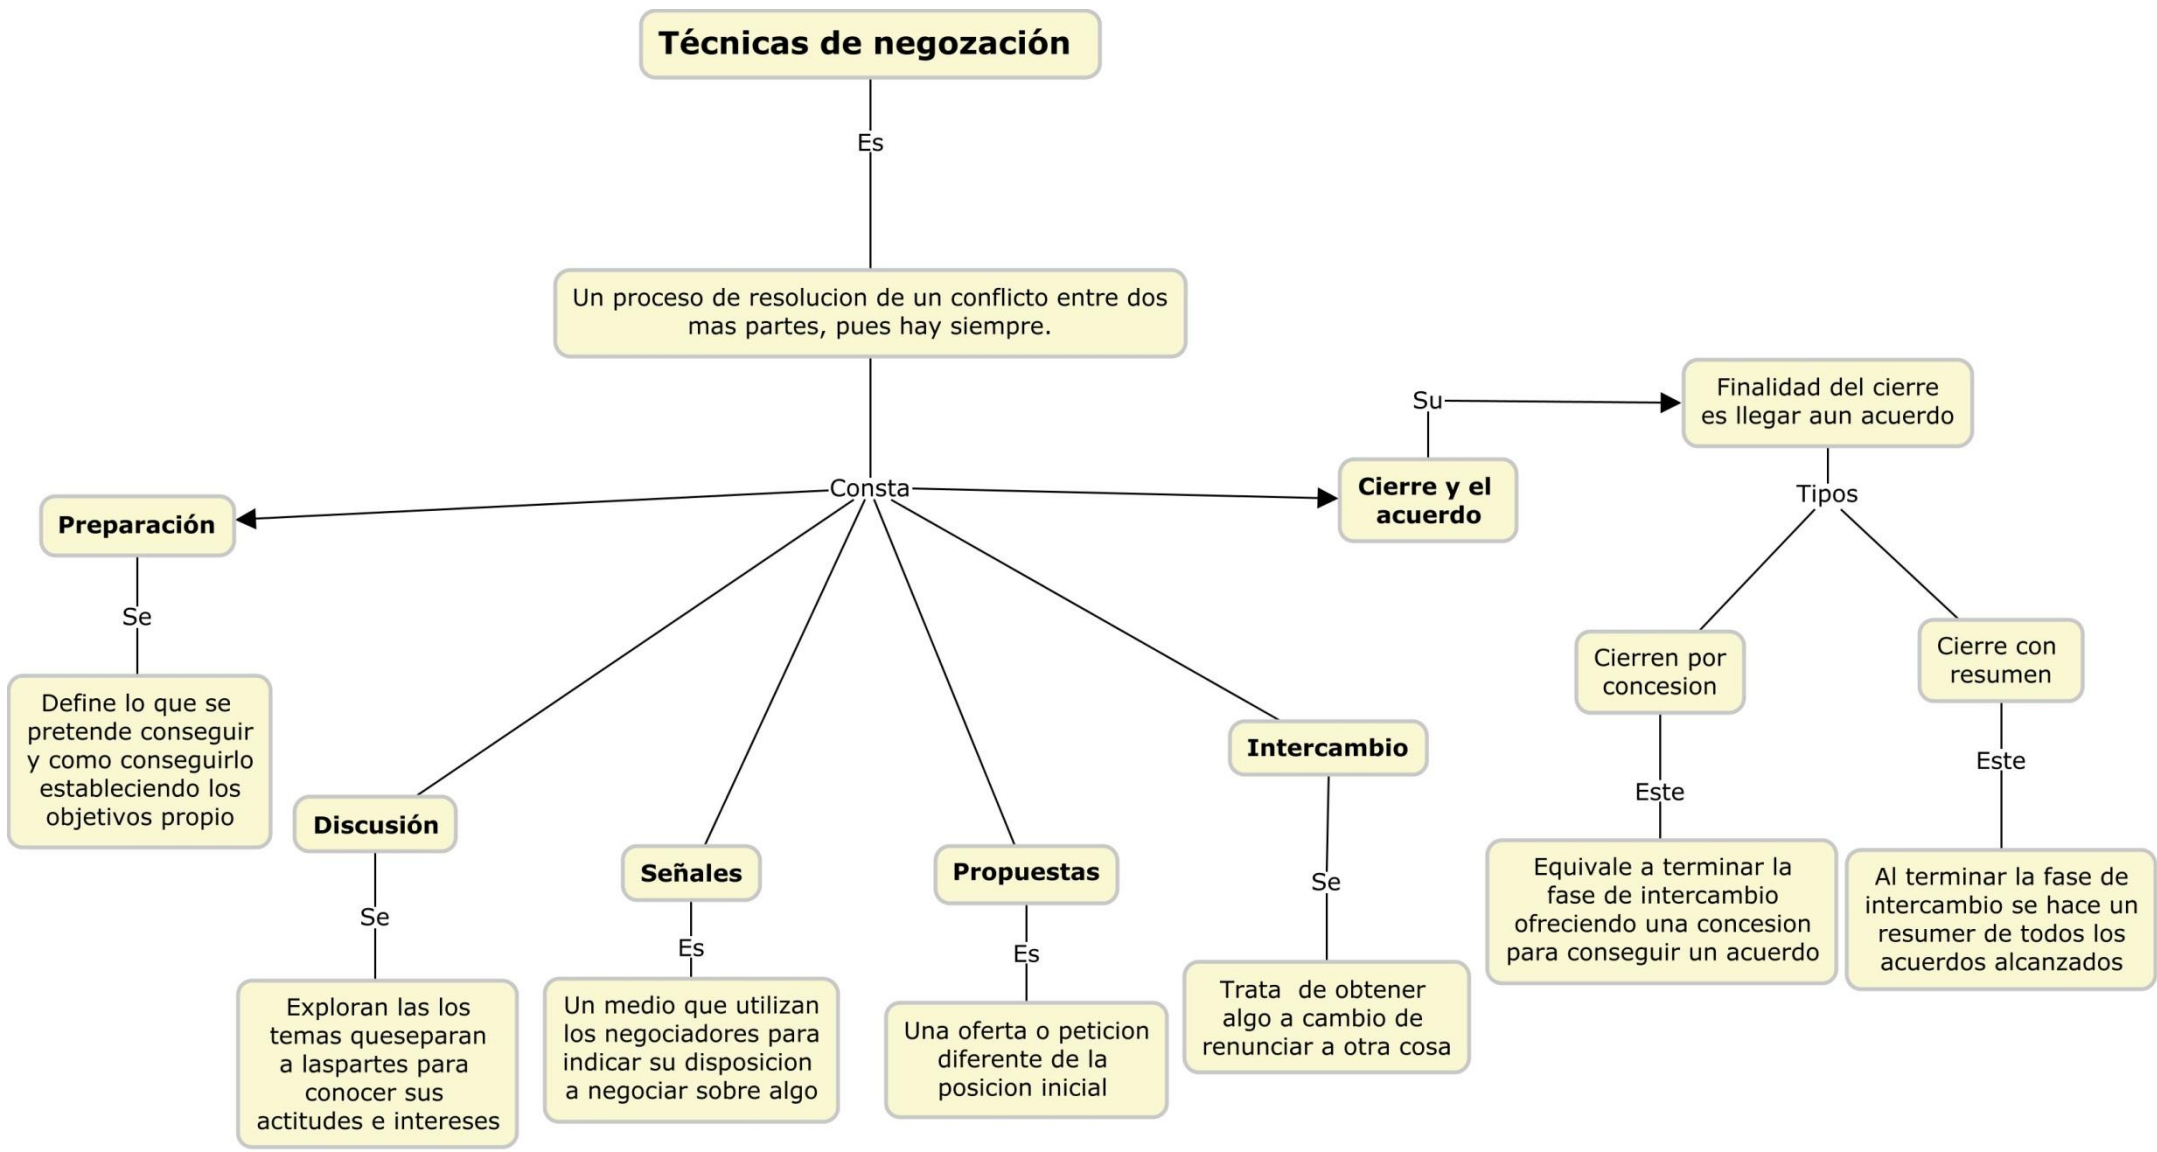 Técnicas de negozación
Es
Un proceso de resolucion de un conflicto entre dos
mas partes, pues hay siempre.
Consta
Preparación
Se
Define lo que se
pretende conseguir
y como conseguirlo
estableciendo los
objetivos propio
Discusión
Se
Exploran las los
temas queseparan
a laspartes para
conocer sus
actitudes e intereses
Señales
Es
Un medio que utilizan
los negociadores para
indicar su disposicion
a negociar sobre algo
Propuestas
Es
Una oferta o peticion
diferente de la
posicion inicial
Intercambio
Se
Trata  de obtener
algo a cambio de
renunciar a otra cosa
Cierre y el
acuerdo
Su
Finalidad del cierre
es llegar aun acuerdo
Tipos
Cierren por
concesion
Este
Equivale a terminar la
fase de intercambio
ofreciendo una concesion
para conseguir un acuerdo
Cierre con
resumen
Este
Al terminar la fase de
intercambio se hace un
resumer de todos los
acuerdos alcanzados